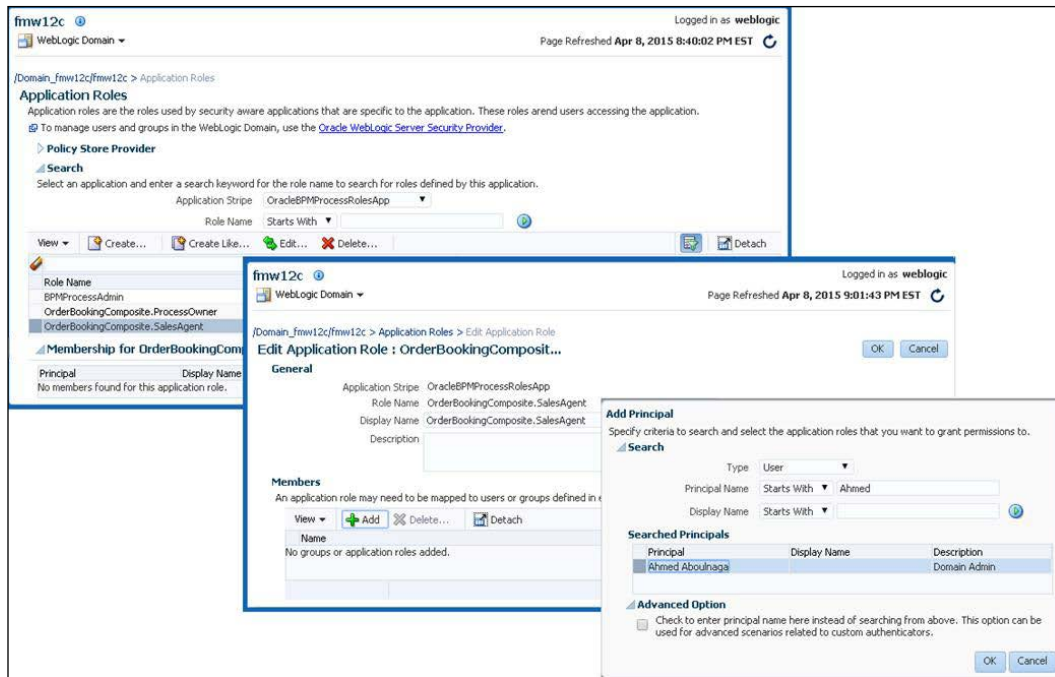 fmw12c
Logged in as weblogic
WebLogic Domain
Page Refreshed Apr 8, 2015 8:40:02 PM EST
/Domain_fmw12c/fmw12c > Application Roles
Application Roles
Application roles are the roles used by security aware applications that are specific to the application. These roles arend users accessing the application.
To manage users and groups in the WebLogic Domain, use the Oracle WebLogic Server Security Provider.
Policy Store Provider
Search
Select an application and enter a search keyword for the role name to search for roles defined by this application.
Application Stripe OracleBPMProcessRolesApp
Role Name Starts With
View Create... Create Like... Edit... Delete... Detach
Role Name
BPMProcessAdmin
OrderBookingComposite.ProcessOwner
OrderBookingComposite.SalesAgent
Membership for OrderBookingComp
Principal Display Name
No members found for this application role.
fmw12c
Logged in as weblogic
WebLogic Domain
Page Refreshed Apr 8, 2015 9:01:43 PM EST
/Domain_fmw12c/fmw12c > Application Roles > Edit Application Role
Edit Application Role : OrderBookingComposit...
OK Cancel
General
Application Stripe OracleBPMProcessRolesApp
Role Name OrderBookingComposite.SalesAgent
Display Name OrderBookingComposite.SalesAgent
Description
Members
An application role may need to be mapped to users or groups defined in e
View Add Delete... Detach
Name
No groups or application roles added.
Add Principal
Specify criteria to search and select the application roles that you want to grant permissions to.
Search
Type User
Principal Name Starts With Ahmed
Display Name Starts With
Searched Principals
Principal Display Name Description
Ahmed Aboulnaga Domain Admin
Advanced Option
Check to enter principal name here instead of searching from above. This option can be
used for advanced scenarios related to custom authenticators.
OK Cancel